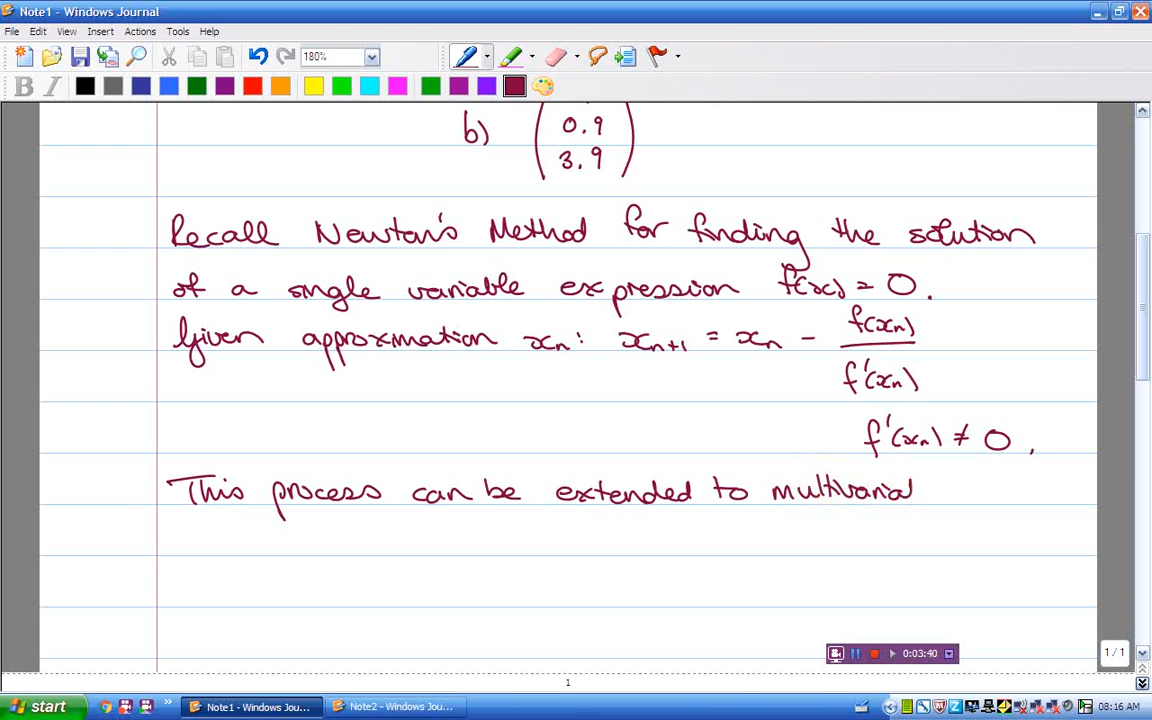 Note1 - Windows Journal
File Edit View Insert Actions Tools Help
180%
B I
b) 0.9
3.9
Recall Newton's Method for finding the solution
of a single variable expression f(x) = 0.
Given approximation xn: xn+1 = xn - f(xn)
f'(xn)
f'(xn) ≠ 0.
This process can be extended to multivarial
0:03:40
1 / 1
1
start
Note1 - Windows Jou...
Note2 - Windows Jou...
08:16 AM